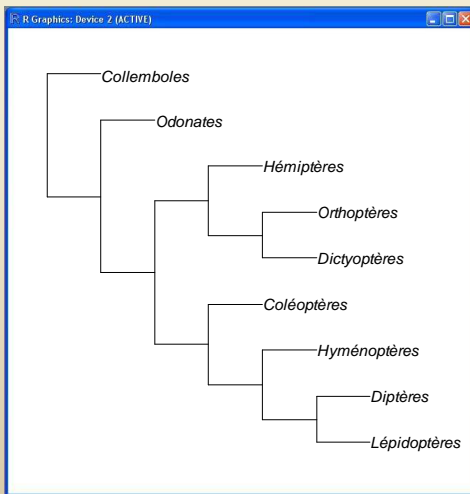 R Graphics: Device 2 (ACTIVE)
Collemboles
Odonates
Hémiptères
Orthoptères
Dictyoptères
Coléoptères
Hyménoptères
Diptères
Lépidoptères